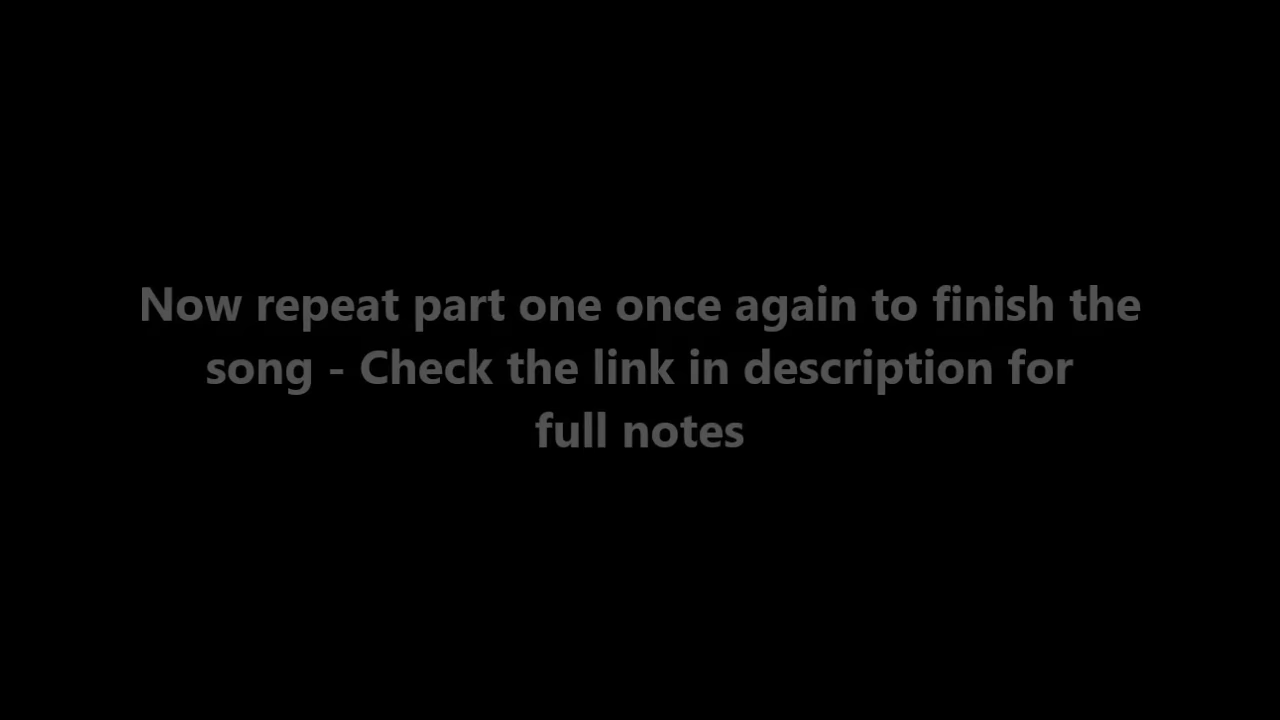 Now repeat part one once again to finish the
song - Check the link in description for
full notes